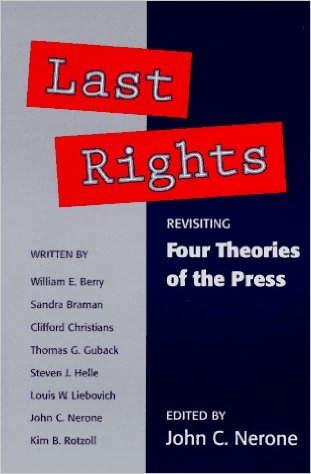 Last
Rights
REVISITING
Four Theories
of the Press
WRITTEN BY
William E. Berry
Sandra Braman
Clifford Christians
Thomas G. Guback
Steven J. Helle
Louis W. Liebovich
John C. Nerone
Kim B. Rotzoll
EDITED BY
John C. Nerone